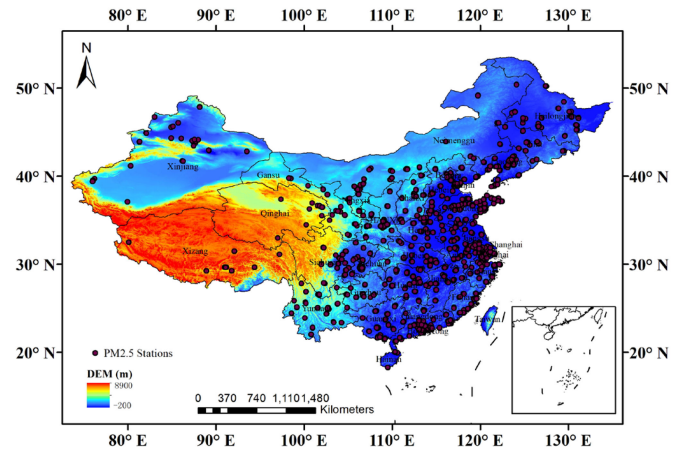 80° E 90° E 100° E 110° E 120° E 130° E
N
50° N 50° N
Heilongjiang
Neimenggu
Xinjiang
Gansu
40° N 40° N
Qinghai
Xizang
Shanghai
30° N 30° N
Yunnan
Taiwan
Hainan
20° N 20° N
PM2.5 Stations
DEM (m)
8900
-200
0 370 740 1,110 1,480
Kilometers
80° E 90° E 100° E 110° E 120° E 130° E